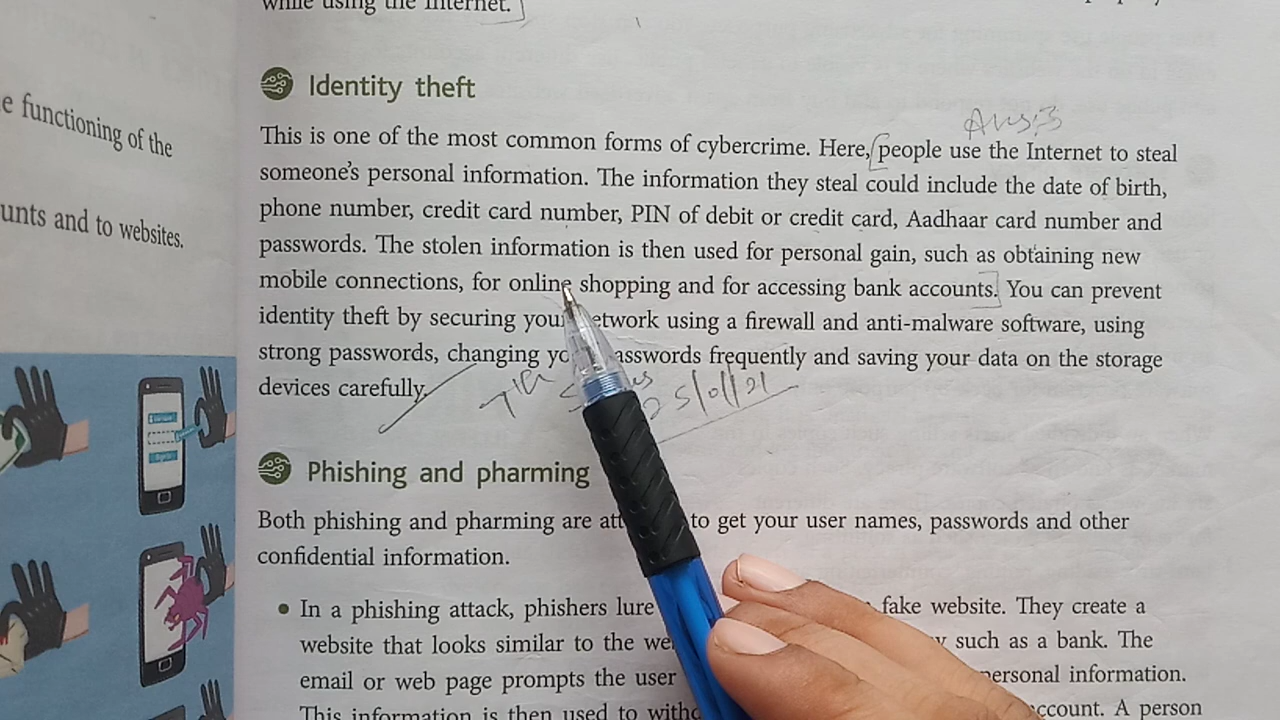 while using the Internet.
e functioning of the
unts and to websites.
Identity theft
Ans:3
This is one of the most common forms of cybercrime. Here, people use the Internet to steal
someone's personal information. The information they steal could include the date of birth,
phone number, credit card number, PIN of debit or credit card, Aadhaar card number and
passwords. The stolen information is then used for personal gain, such as obtaining new
mobile connections, for online shopping and for accessing bank accounts. You can prevent
identity theft by securing your network using a firewall and anti-malware software, using
strong passwords, changing yo asswords frequently and saving your data on the storage
devices carefully.
25/01/21
Phishing and pharming
Both phishing and pharming are att to get your user names, passwords and other
confidential information.
In a phishing attack, phishers lure fake website. They create a
website that looks similar to the we y such as a bank. The
email or web page prompts the user personal information.
This information is then used to withd account. A person